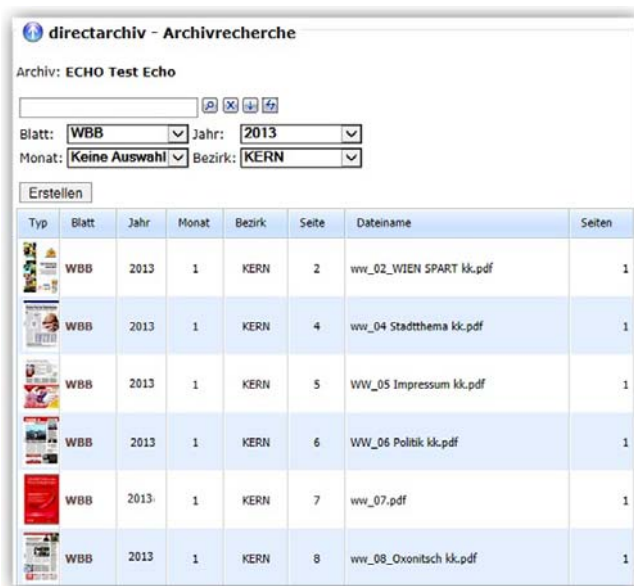 directarchiv - Archivrecherche
Archiv: ECHO Test Echo
Blatt: WBB Jahr: 2013
Monat: Keine Auswahl Bezirk: KERN
Erstellen
Typ Blatt Jahr Monat Bezirk Seite Dateiname Seiten
WBB 2013 1 KERN 2 ww_02_WIEN SPART kk.pdf 1
WBB 2013 1 KERN 4 ww_04 Stadtthema kk.pdf 1
WBB 2013 1 KERN 5 WW_05 Impressum kk.pdf 1
WBB 2013 1 KERN 6 WW_06 Politik kk.pdf 1
WBB 2013 1 KERN 7 ww_07.pdf 1
WBB 2013 1 KERN 8 ww_08_Oxonitsch kk.pdf 1